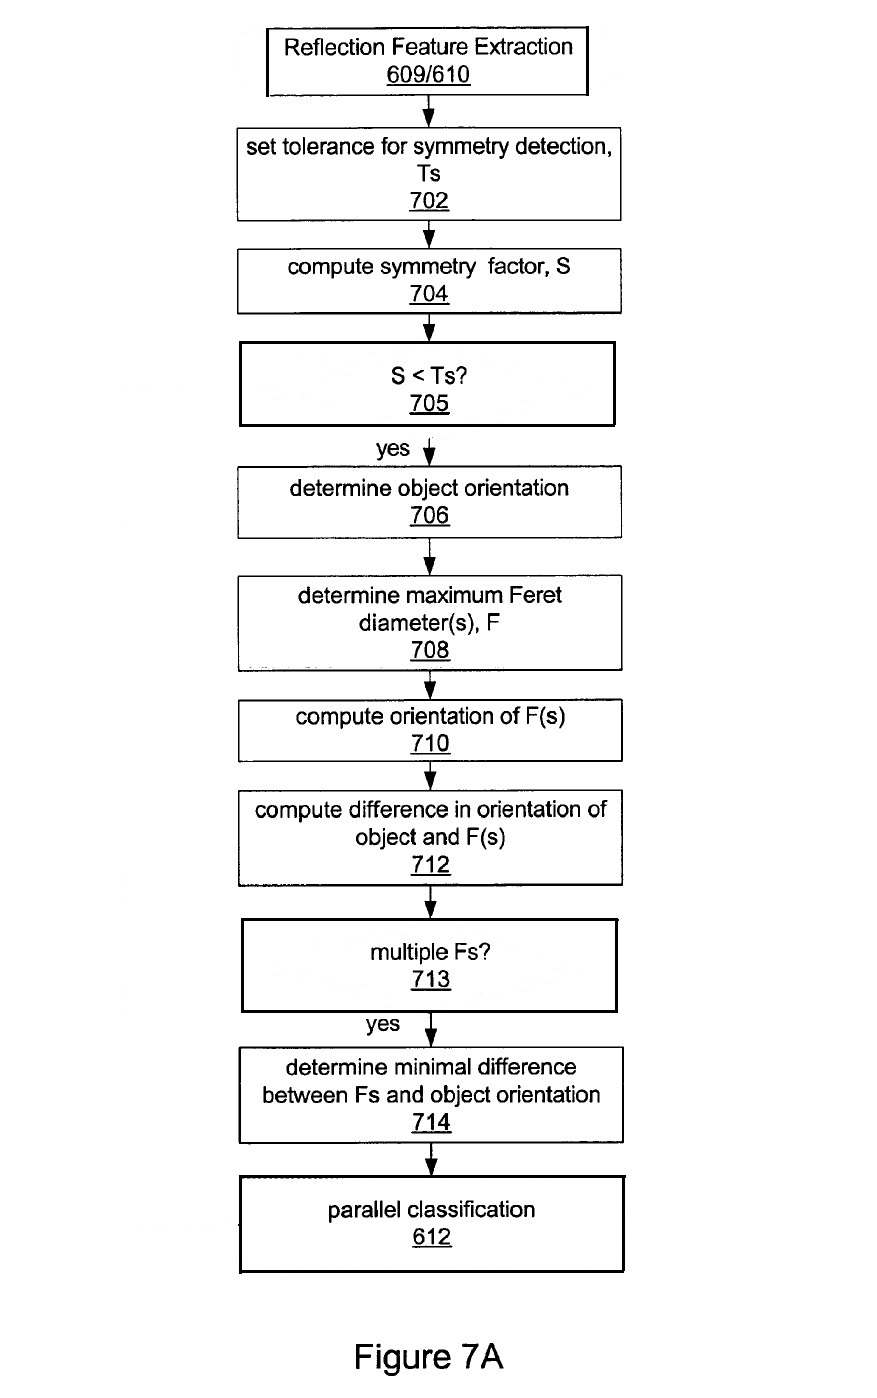 Reflection Feature Extraction
609/610
set tolerance for symmetry detection,
Ts
702
compute symmetry factor, S
704
S < Ts?
705
yes
determine object orientation
706
determine maximum Feret
diameter(s), F
708
compute orientation of F(s)
710
compute difference in orientation of
object and F(s)
712
multiple Fs?
713
yes
determine minimal difference
between Fs and object orientation
714
parallel classification
612
Figure 7A